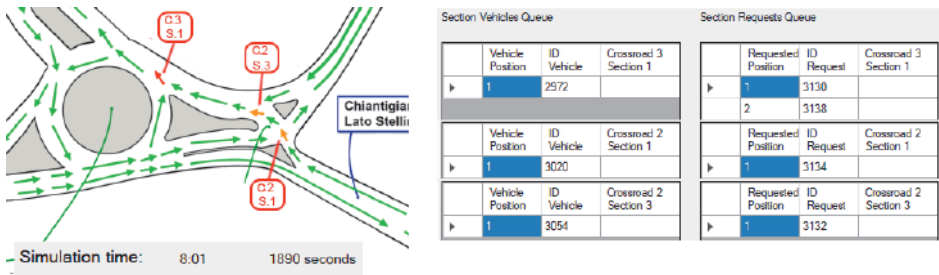 C.3
S.1
C.2
S.3
Chiantigia
Lato Stelli
C.2
S.1
Simulation time: 8:01 1890 seconds
Section Vehicles Queue
Vehicle Position ID Vehicle Crossroad 3 Section 1
1 2972
Vehicle Position ID Vehicle Crossroad 2 Section 1
1 3020
Vehicle Position ID Vehicle Crossroad 2 Section 3
1 3054
Section Requests Queue
Requested Position ID Request Crossroad 3 Section 1
1 3130
2 3138
Requested Position ID Request Crossroad 2 Section 1
1 3134
Requested Position ID Request Crossroad 2 Section 3
1 3132